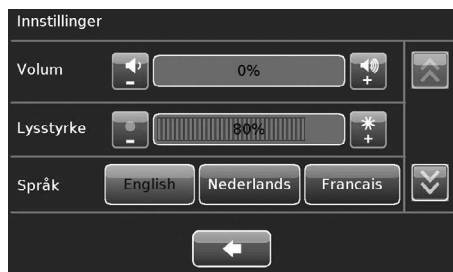 Innstillinger
Volum - 0% +
Lysstyrke - 80% +
Språk English Nederlands Francais